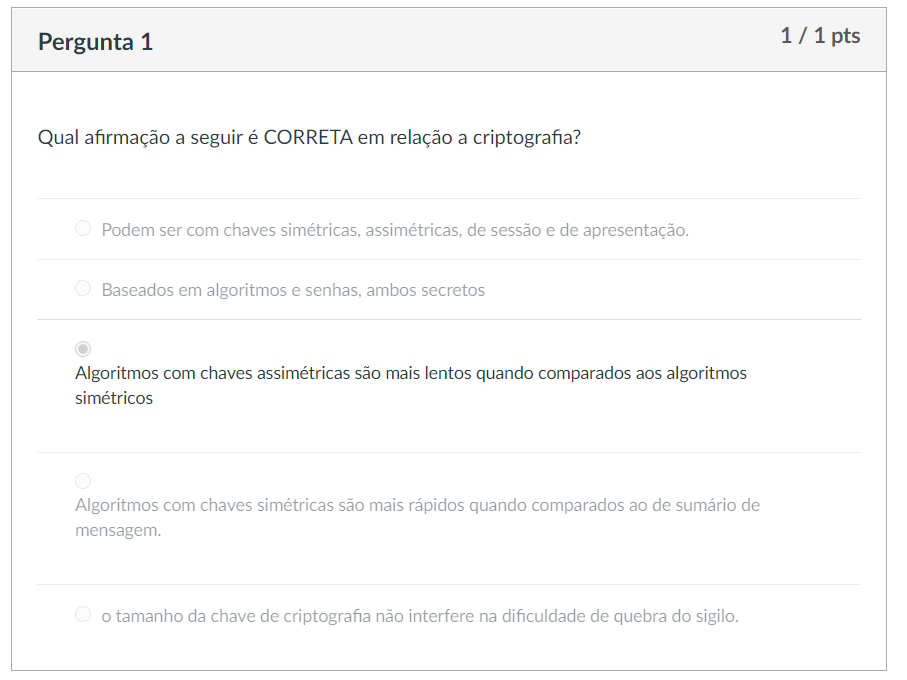 Pergunta 1
1 / 1 pts
Qual afirmação a seguir é CORRETA em relação a criptografia?
Podem ser com chaves simétricas, assimétricas, de sessão e de apresentação.
Baseados em algoritmos e senhas, ambos secretos
Algoritmos com chaves assimétricas são mais lentos quando comparados aos algoritmos
simétricos
Algoritmos com chaves simétricas são mais rápidos quando comparados ao de sumário de
mensagem.
o tamanho da chave de criptografia não interfere na dificuldade de quebra do sigilo.